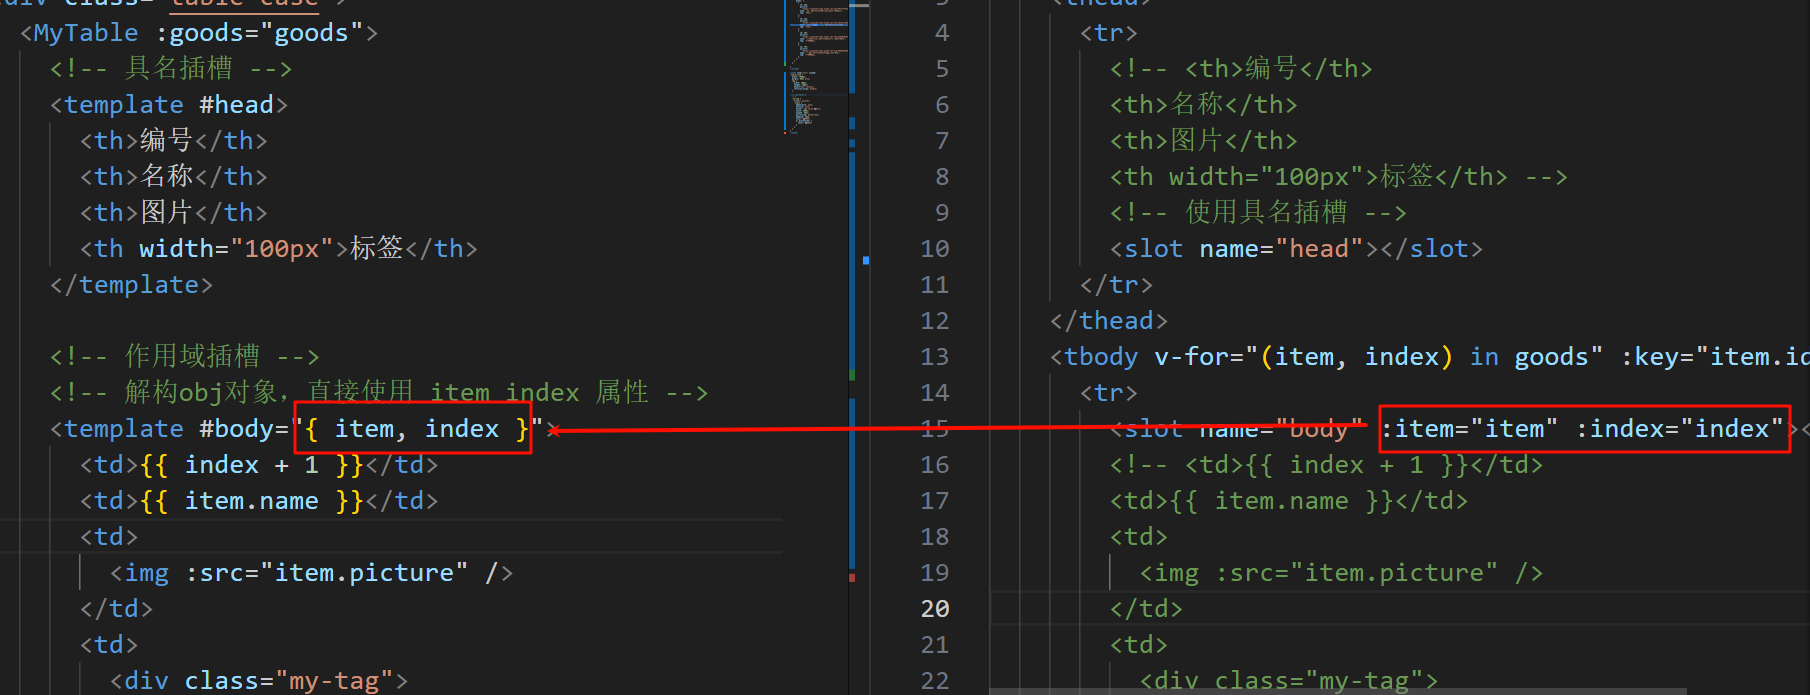 div class="table-case">
<MyTable :goods="goods">
<!-- 具名插槽 -->
<template #head>
<th>编号</th>
<th>名称</th>
<th>图片</th>
<th width="100px">标签</th>
</template>
<!-- 作用域插槽 -->
<!-- 解构obj对象，直接使用 item index 属性 -->
<template #body="{ item, index }">
<td>{{ index + 1 }}</td>
<td>{{ item.name }}</td>
<td>
<img :src="item.picture" />
</td>
<td>
<div class="my-tag">
<thead>
4 <tr>
5 <!-- <th>编号</th>
6 <th>名称</th>
7 <th>图片</th>
8 <th width="100px">标签</th> -->
9 <!-- 使用具名插槽 -->
10 <slot name="head"></slot>
11 </tr>
12 </thead>
13 <tbody v-for="(item, index) in goods" :key="item.id
14 <tr>
15 <slot name="body" :item="item" :index="index"><
16 <!-- <td>{{ index + 1 }}</td>
17 <td>{{ item.name }}</td>
18 <td>
19 <img :src="item.picture" />
20 </td>
21 <td>
22 <div class="my-tag">